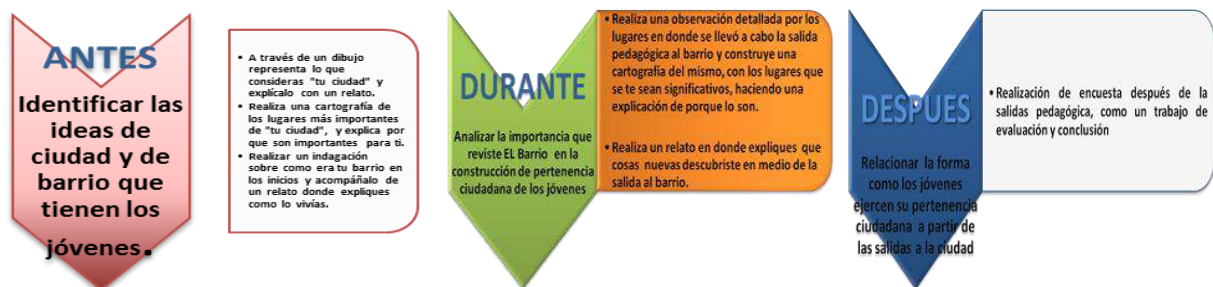 ANTES
Identificar las
ideas de
ciudad y de
barrio que
tienen los
jóvenes.
• A través de un dibujo
representa lo que
consideras "tu ciudad" y
explícalo con un relato.
• Realiza una cartografía de
los lugares más importantes
de "tu ciudad", y explica por
que son importantes para ti.
• Realizar un indagación
sobre como era tu barrio en
los inicios y acompáñalo de
un relato donde expliques
como lo vivías.
DURANTE
Analizar la importancia que
reviste EL Barrio en la
construcción de pertenencia
ciudadana de los jóvenes
• Realiza una observación detallada por los
lugares en donde se llevó a cabo la salida
pedagógica al barrio y construye una
cartografía del mismo, con los lugares que
se te sean significativos, haciendo una
explicación de porque lo son.
• Realiza un relato en donde expliques que
cosas nuevas descubriste en medio de la
salida al barrio.
DESPUES
Relacionar la forma
como los jóvenes
ejercen su pertenencia
ciudadana a partir de
las salidas a la ciudad
• Realización de encuesta después de la
salidas pedagógica, como un trabajo de
evaluación y conclusión